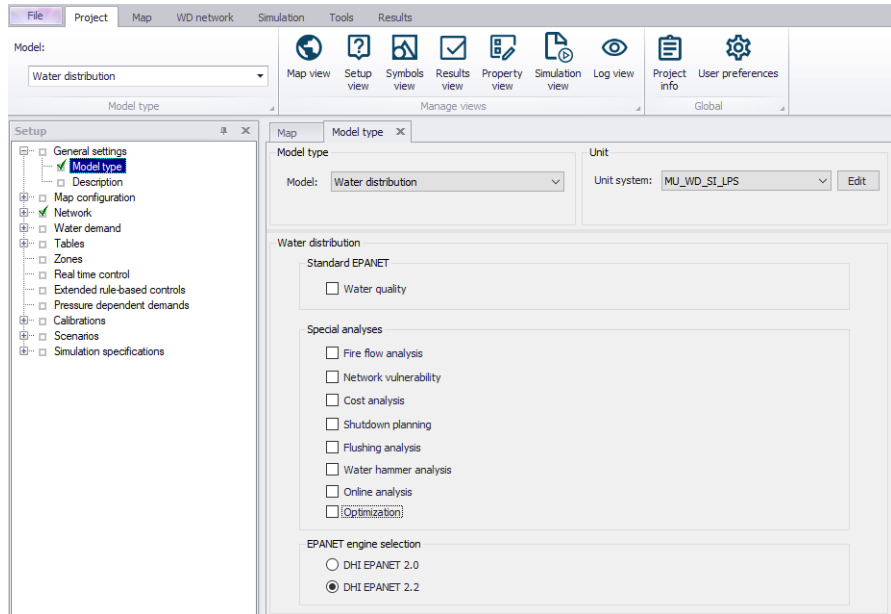 File Project Map WD network Simulation Tools Results
Model:
Water distribution
Model type
Map view
Setup view
Symbols view
Results view
Property view
Simulation view
Log view
Manage views
Project info
User preferences
Global
Setup
General settings
Model type
Description
Map configuration
Network
Water demand
Tables
Zones
Real time control
Extended rule-based controls
Pressure dependent demands
Calibrations
Scenarios
Simulation specifications
Map Model type
Model type
Model: Water distribution
Unit
Unit system: MU_WD_SI_LPS Edit
Water distribution
Standard EPANET
Water quality
Special analyses
Fire flow analysis
Network vulnerability
Cost analysis
Shutdown planning
Flushing analysis
Water hammer analysis
Online analysis
Optimization
EPANET engine selection
DHI EPANET 2.0
DHI EPANET 2.2